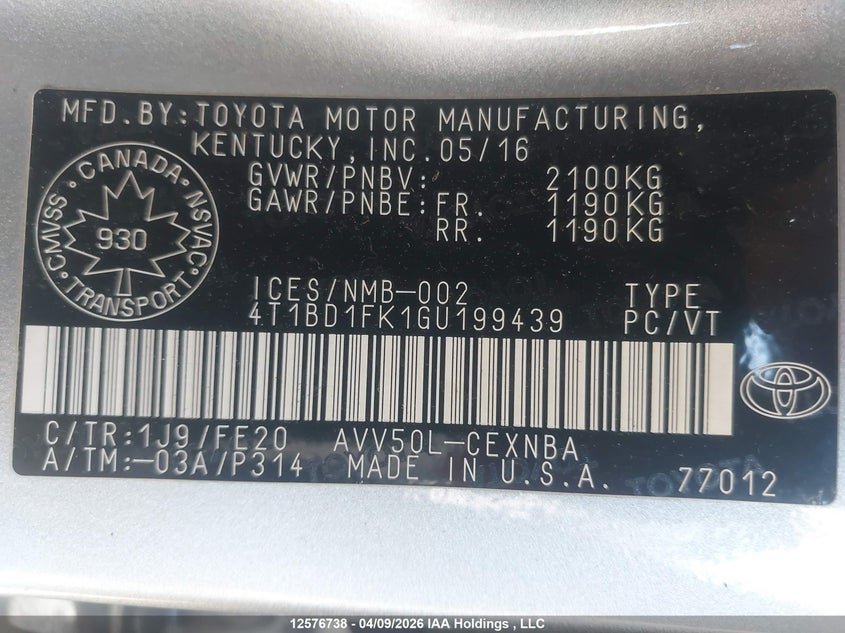 MFD.BY:TOYOTA MOTOR MANUFACTURING,
KENTUCKY,INC.05/16
GVWR/PNBV: 2100KG
GAWR/PNBE:FR. 1190KG
RR. 1190KG
CMVSS • CANADA • NSVAC • TRANSPORT •
930
ICES/NMB-002 TYPE
4T1BD1FK1GU199439 PC/VT
C/TR:1J9/FE20 AVV50L-CEXNBA
A/TM:-03A/P314 MADE IN U.S.A. 77012
12576738 - 04/09/2026 IAA Holdings , LLC